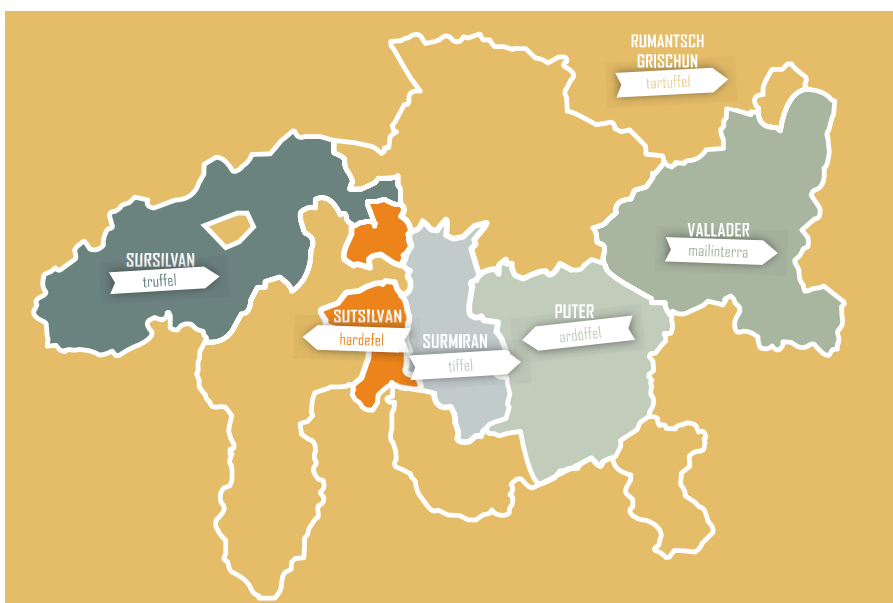 RUMANTSCH
GRISCHUN
tartuffel
VALLADER
mailinterra
SURSILVAN
truffel
SUTSILVAN
hardefel
SURMIRAN
tiffel
PUTER
ardöffel